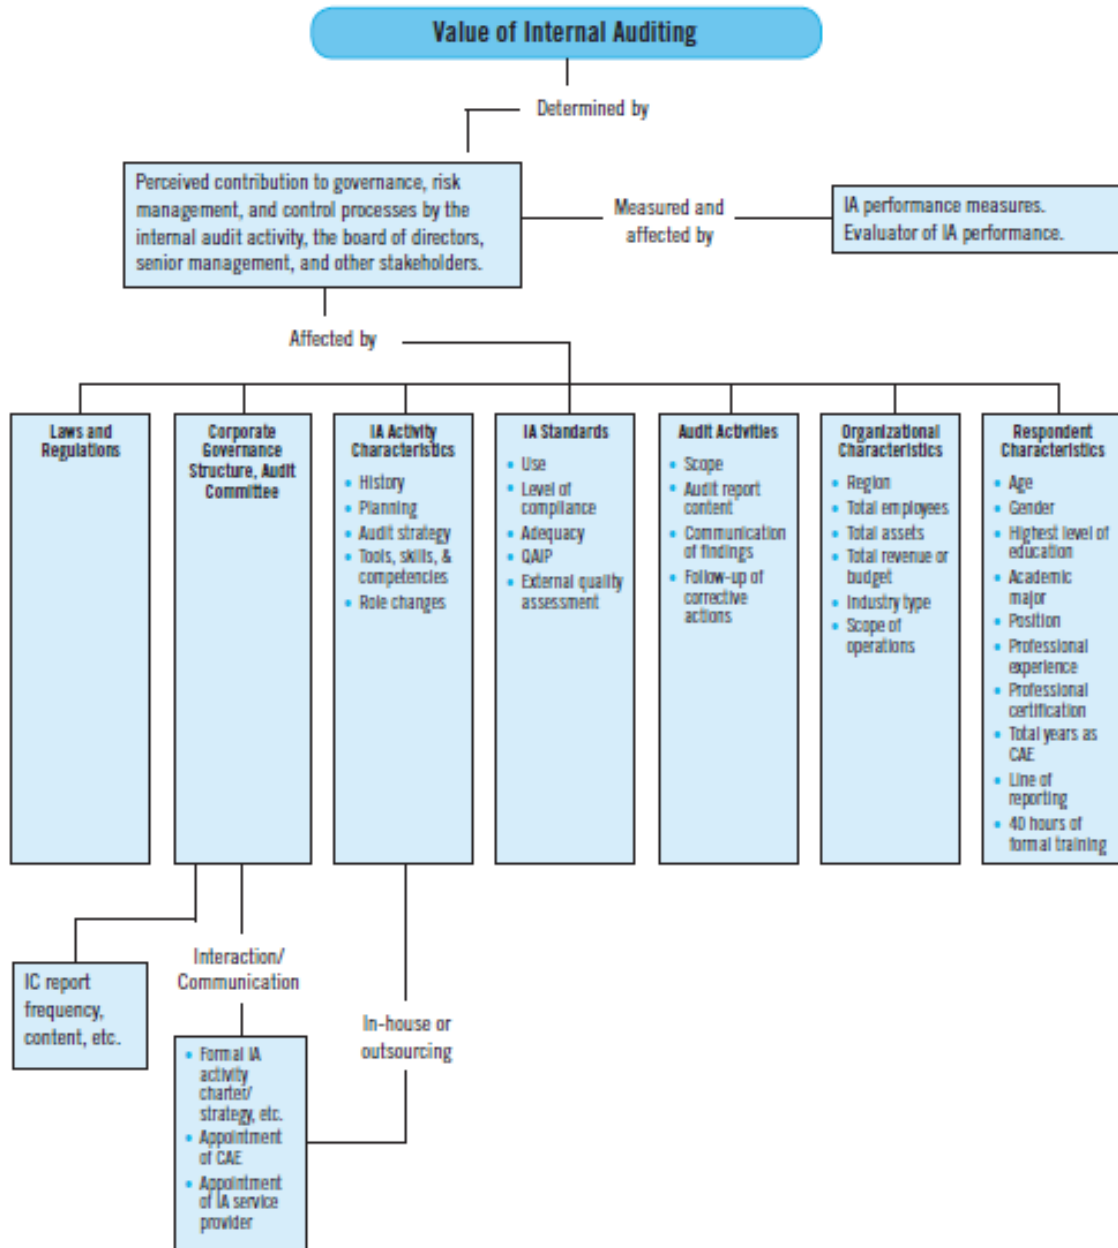 Value of Internal Auditing
Determined by
Perceived contribution to governance, risk
management, and control processes by the
internal audit activity, the board of directors,
senior management, and other stakeholders.
Measured and
affected by
IA performance measures.
Evaluator of IA performance.
Affected by
Laws and
Regulations
Corporate
Governance
Structure, Audit
Committee
IA Activity
Characteristics
• History
• Planning
• Audit strategy
• Tools, skills, &
competencies
• Role changes
IA Standards
• Use
• Level of
compliance
• Adequacy
• QAIP
• External quality
assessment
Audit Activities
• Scope
• Audit report
content
• Communication
of findings
• Follow-up of
corrective
actions
Organizational
Characteristics
• Region
• Total employees
• Total assets
• Total revenue or
budget
• Industry type
• Scope of
operations
Respondent
Characteristics
• Age
• Gender
• Highest level of
education
• Academic
major
• Position
• Professional
experience
• Professional
certification
• Total years as
CAE
• Line of
reporting
• 40 hours of
formal training
IC report
frequency,
content, etc.
Interaction/
Communication
• Formal IA
activity
charter/
strategy, etc.
• Appointment
of CAE
• Appointment
of IA service
provider
In-house or
outsourcing